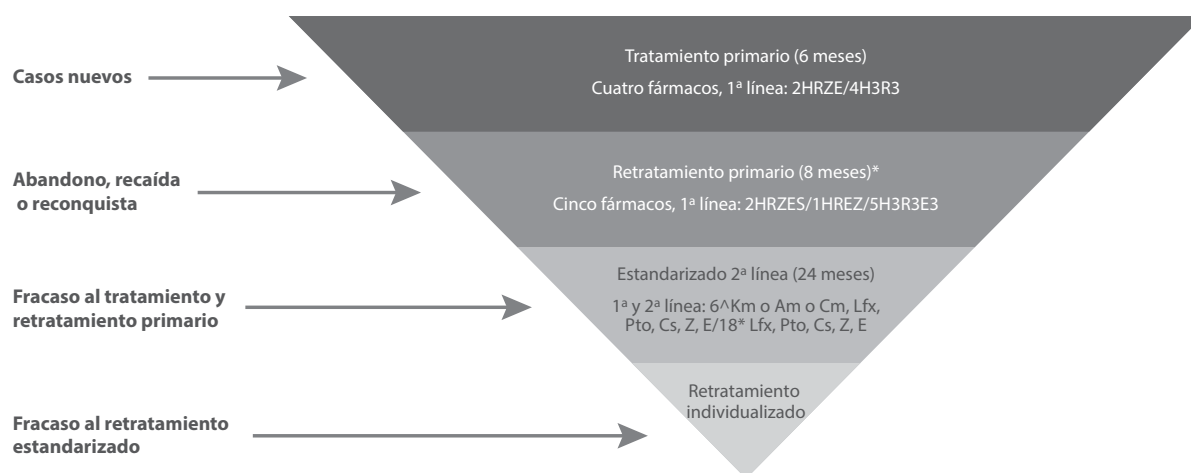 Casos nuevos
Tratamiento primario (6 meses)
Cuatro fármacos, 1ª línea: 2HRZE/4H3R3
Abandono, recaída
o reconquista
Retratamiento primario (8 meses)*
Cinco fármacos, 1ª línea: 2HRZES/1HREZ/5H3R3E3
Fracaso al tratamiento y
retratamiento primario
Estandarizado 2ª línea (24 meses)
1ª y 2ª línea: 6^Km o Am o Cm, Lfx,
Pto, Cs, Z, E/18* Lfx, Pto, Cs, Z, E
Fracaso al retratamiento
estandarizado
Retratamiento
individualizado